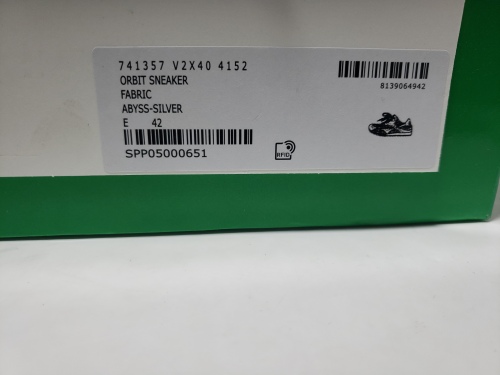 741357 V2X40 4152
ORBIT SNEAKER
FABRIC
ABYSS-SILVER
E 42
SPP05000651
8139064942
RFID